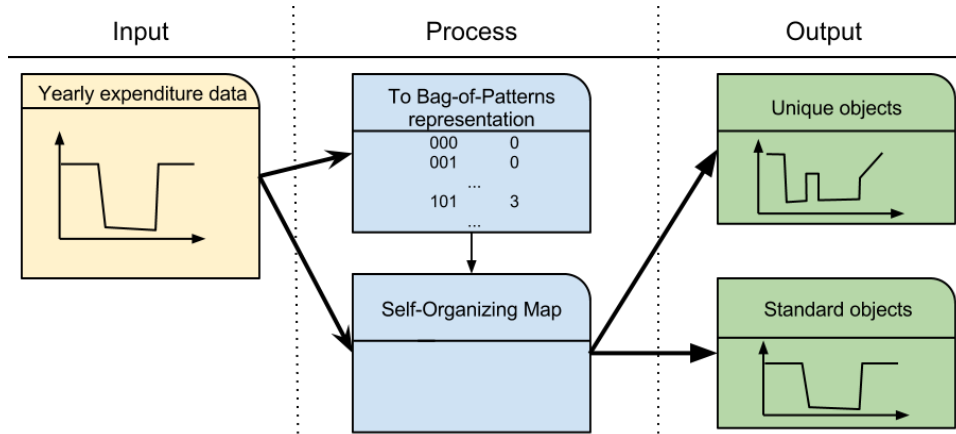 Input
Process
Output
Yearly expenditure data
To Bag-of-Patterns
representation
000 0
001 0
...
101 3
...
Self-Organizing Map
Unique objects
Standard objects